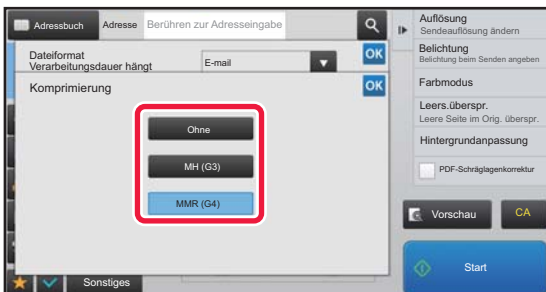 Adressbuch
Adresse
Berühren zur Adresseingabe
Dateiformat
Verarbeitungsdauer hängt
E-mail
OK
Komprimierung
OK
Ohne
MH (G3)
MMR (G4)
Sonstiges
Auflösung
Sendeauflösung ändern
Belichtung
Belichtung beim Senden angeben
Farbmodus
Leers.überspr.
Leere Seite im Orig. überspr.
Hintergrundanpassung
PDF-Schräglagenkorrektur
Vorschau
CA
Start